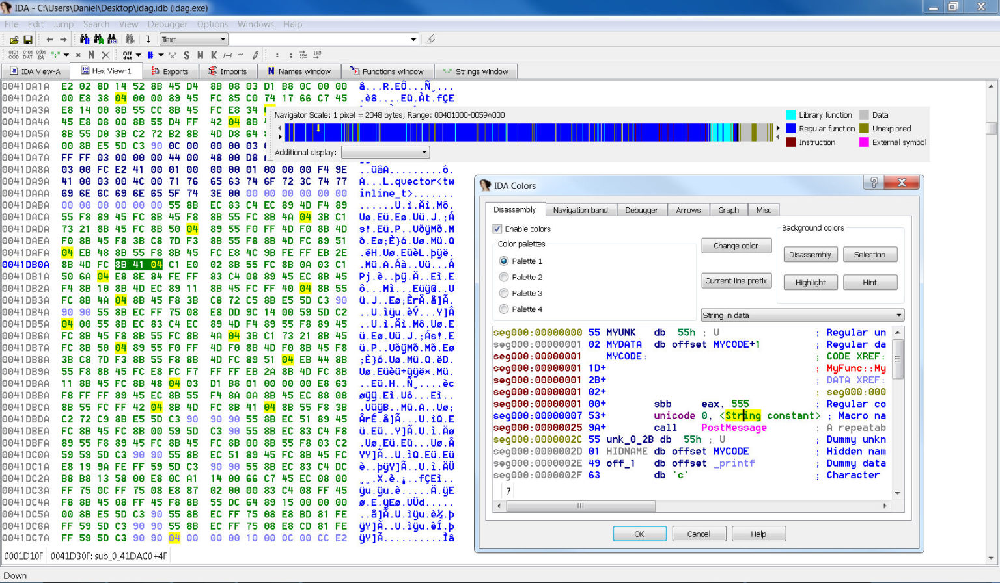 IDA - C:\Users\Daniel\Desktop\idag.idb (idag.exe)
File Edit Jump Search View Debugger Options Windows Help
Text
IDA View-A Hex View-1 Exports Imports Names window Functions window Strings window
0041DA1A E2 02 8D 14 52 8B 45 D4 8B 08 03 D1 B8 0C 00 00 â...R.EÔ...Ñ¸...
0041DA2A 00 E8 38 04 00 00 89 45 FC 85 C0 74 17 66 C7 45 .è8....Eü.Àt.fÇE
0041DA3A E8 14 00 8B 55 CC 8B 45 FC E8 34
0041DA4A 45 E8 08 00 8B 55 D4 FF 42 04 8B
0041DA5A 8B 55 D0 3B C2 72 B2 8B 4D D8 64
0041DA6A 00 8B E5 5D C3 90 0C 00 00 00 03
0041DA7A FF FF 03 00 00 00 44 00 48 00 D8
0041DA8A 03 00 FC E2 41 00 01 00 00 00 01 00 00 00 F4 9E ..üâA.........ô.
0041DA9A 41 00 03 00 4C 00 71 76 65 63 74 6F 72 3C 74 77 A...L.qvector<tw
0041DAAA 69 6E 6C 69 6E 65 5F 74 3E 00 00 00 00 00 00 00 inline_t>.......
0041DABA 00 00 00 00 00 00 55 8B EC 83 C4 EC 89 4D F4 89 ......U.ì.Äì.Mô.
0041DACA 55 F8 89 45 FC 8B 45 F8 8B 55 FC 8B 4A 04 3B C1 Uø.Eü.Eø.Uü.J.;Á
0041DADA 73 21 8B 45 FC 8B 50 04 89 55 F0 FF 4D F0 8B 4D s!.Eü.P..UðÿMð.M
0041DAEA F0 8B 45 F8 3B C8 7D F3 8B 55 F8 8B 4D FC 89 51 ð.Eø;È}ó.Uø.Mü.Q
0041DAFA 04 EB 48 8B 55 F8 8B 45 FC E8 4C 9B FE FF EB 2E .ëH.Uø.EüèL.þÿë.
0041DB0A 8B 4D FC 8B 41 04 C1 E0 02 8B 55 FC 8B 0A 03 C1 .Mü.A.Áà..Uü...Á
0041DB1A 50 6A 04 E8 8E 84 FE FF 83 C4 08 89 45 EC 8B 45 Pj.è..þÿ.Ä..Eì.E
0041DB2A F4 8B 10 8B 4D EC 89 11 8B 45 FC FF 40 04 8B 55 ô...Mì...Eüÿ@..U
0041DB3A FC 8B 4A 04 8B 45 F8 3B C8 72 C5 8B E5 5D C3 90 ü.J..Eø;ÈrÅ.å]Ã.
0041DB4A 90 90 55 8B EC FF 75 08 E8 DD 9C 14 00 59 5D C2 ..U.ìÿu.èÝ...Y]Â
0041DB5A 04 00 55 8B EC 83 C4 EC 89 4D F4 89 55 F8 89 45 ..U.ì.Äì.Mô.Uø.E
0041DB6A FC 8B 45 F8 8B 55 FC 8B 4A 04 3B C1 73 21 8B 45 ü.Eø.Uü.J.;Ás!.E
0041DB7A FC 8B 50 04 89 55 F0 FF 4D F0 8B 4D F0 8B 45 F8 ü.P..UðÿMð.Mð.Eø
0041DB8A 3B C8 7D F3 8B 55 F8 8B 4D FC 89 51 04 EB 44 8B ;È}ó.Uø.Mü.Q.ëD.
0041DB9A 55 F8 8B 45 FC E8 FC F7 FF FF EB 2A 8B 4D FC 8B Uø.Eüèü÷ÿÿë*.Mü.
0041DBAA 11 8B 45 FC 8B 48 04 03 D1 B8 01 00 00 00 E8 63 ..Eü.H..Ñ¸....èc
0041DBBA F8 FF FF 89 45 EC 8B 55 F4 8A 0A 8B 45 EC 88 08 øÿÿ.Eì.Uô...Eì..
0041DBCA 8B 55 FC FF 42 04 8B 4D FC 8B 41 04 8B 55 F8 3B .UüÿB..Mü.A..Uø;
0041DBDA C2 72 C9 8B E5 5D C3 90 90 90 55 8B EC 51 89 45 ÂrÉ.å]Ã...U.ìQ.E
0041DBEA FC 8B 45 FC 8B 00 59 5D C3 90 55 8B EC 83 C4 F8 ü.Eü..Y]Ã.U.ì.Äø
0041DBFA 89 55 F8 89 45 FC 8B 45 FC 8B 00 8B 55 F8 03 C2 .Uø.Eü.Eü...Uø.Â
0041DC0A 59 59 5D C3 90 90 55 8B EC 51 89 45 FC 8B 45 FC YY]Ã..U.ìQ.Eü.Eü
0041DC1A E8 19 9A FE FF 59 5D C3 90 90 55 8B EC 83 C4 DC è..þÿY]Ã..U.ì.ÄÜ
0041DC2A B8 B8 13 58 00 E8 0C A1 14 00 66 C7 45 EC 08 00 ¸¸.X.è.¡..fÇEì..
0041DC3A FF 75 0C FF 75 08 E8 87 02 00 00 83 C4 08 FF 45 ÿu.ÿu.è.....Ä.ÿE
0041DC4A F8 8B 45 08 FF 45 F8 8B 55 DC 64 89 15 00 00 00 ø.E.ÿEø.UÜd.....
0041DC5A 00 8B E5 5D C3 90 55 8B EC FF 75 08 E8 BD 81 FE ..å]Ã.U.ìÿu.è½.þ
0041DC6A FF 59 5D C3 90 90 55 8B EC FF 75 08 E8 CD 81 FE ÿY]Ã..U.ìÿu.èÍ.þ
0041DC7A FF 59 5D C3 90 90 04 00 00 00 10 00 0C 00 CC E2 ÿY]Ã..........Ìâ
0001D10F 0041DB0F: sub_0_41DAC0+4F
Down
Navigator Scale: 1 pixel = 2048 bytes; Range: 00401000-0059A000
Additional display:
Library function Data
Regular function Unexplored
Instruction External symbol
IDA Colors
Disassembly Navigation band Debugger Arrows Graph Misc
Enable colors
Color palettes
Palette 1
Palette 2
Palette 3
Palette 4
Change color
Current line prefix
Background colors
Disassembly Selection
Highlight Hint
String in data
seg000:00000000 55 MYUNK db 55h ; U ; Regular un
seg000:00000001 02 MYDATA db offset MYCODE+1 ; Regular da
seg000:00000001 MYCODE: ; CODE XREF:
seg000:00000001 1D+ ; MyFunc::My
seg000:00000001 2B+ ; DATA XREF:
seg000:00000001 02+ ; seg000:000
seg000:00000001 00+ sbb eax, 555 ; Regular co
seg000:00000007 53+ unicode 0, <String constant> ; Macro na
seg000:00000025 9A+ call PostMessage ; A repeatab
seg000:0000002C 55 unk_0_2B db 55h ; U ; Dummy unkn
seg000:0000002D 01 HIDNAME db offset MYCODE ; Hidden nam
seg000:0000002E 49 off_1 db offset _printf ; Dummy data
seg000:0000002F 63 db 'c' ; Character
7
OK Cancel Help